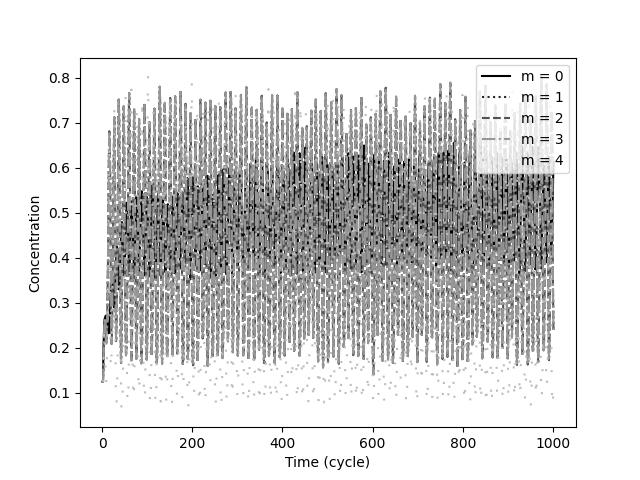 0.8
0.7
0.6
0.5
0.4
0.3
0.2
0.1
Concentration
m = 0
m = 1
m = 2
m = 3
m = 4
0 200 400 600 800 1000
Time (cycle)